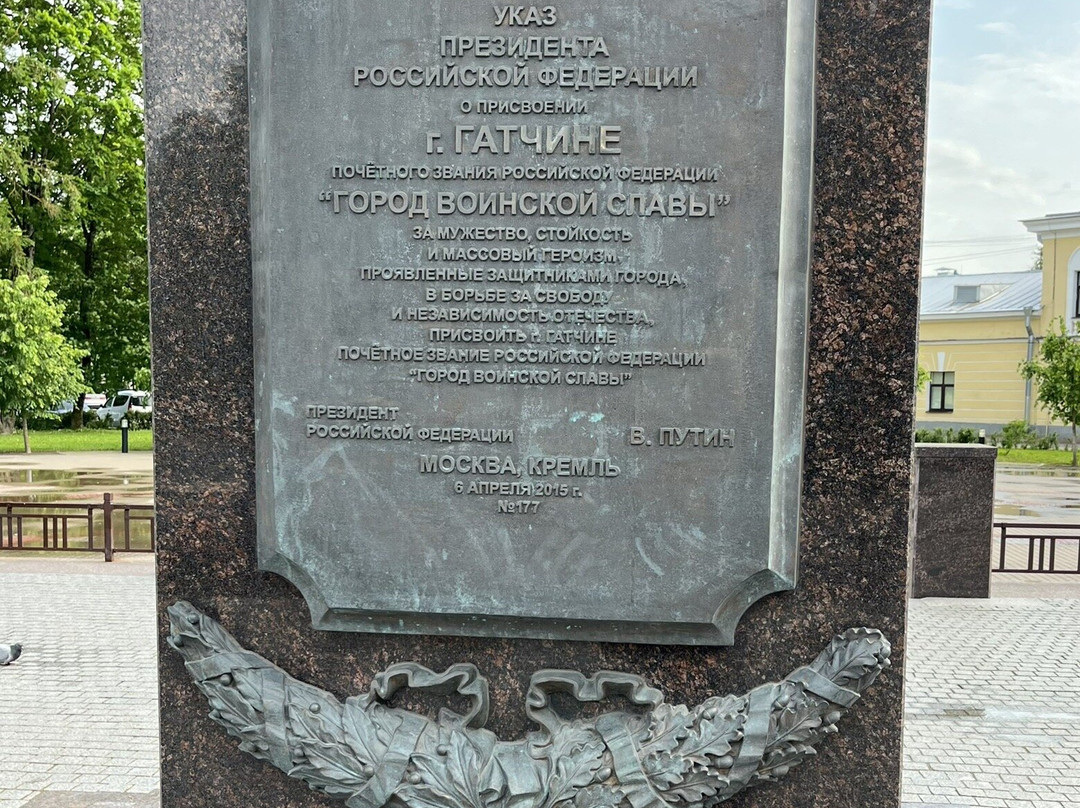 УКАЗ
ПРЕЗИДЕНТА
РОССИЙСКОЙ ФЕДЕРАЦИИ
О ПРИСВОЕНИИ
г. ГАТЧИНЕ
ПОЧЁТНОГО ЗВАНИЯ РОССИЙСКОЙ ФЕДЕРАЦИИ
“ГОРОД ВОИНСКОЙ СЛАВЫ”
ЗА МУЖЕСТВО, СТОЙКОСТЬ
И МАССОВЫЙ ГЕРОИЗМ,
ПРОЯВЛЕННЫЕ ЗАЩИТНИКАМИ ГОРОДА,
В БОРЬБЕ ЗА СВОБОДУ
И НЕЗАВИСИМОСТЬ ОТЕЧЕСТВА,
ПРИСВОИТЬ г. ГАТЧИНЕ
ПОЧЁТНОЕ ЗВАНИЕ РОССИЙСКОЙ ФЕДЕРАЦИИ
“ГОРОД ВОИНСКОЙ СЛАВЫ”
ПРЕЗИДЕНТ
РОССИЙСКОЙ ФЕДЕРАЦИИ В. ПУТИН
МОСКВА, КРЕМЛЬ
6 АПРЕЛЯ 2015 г.
№177